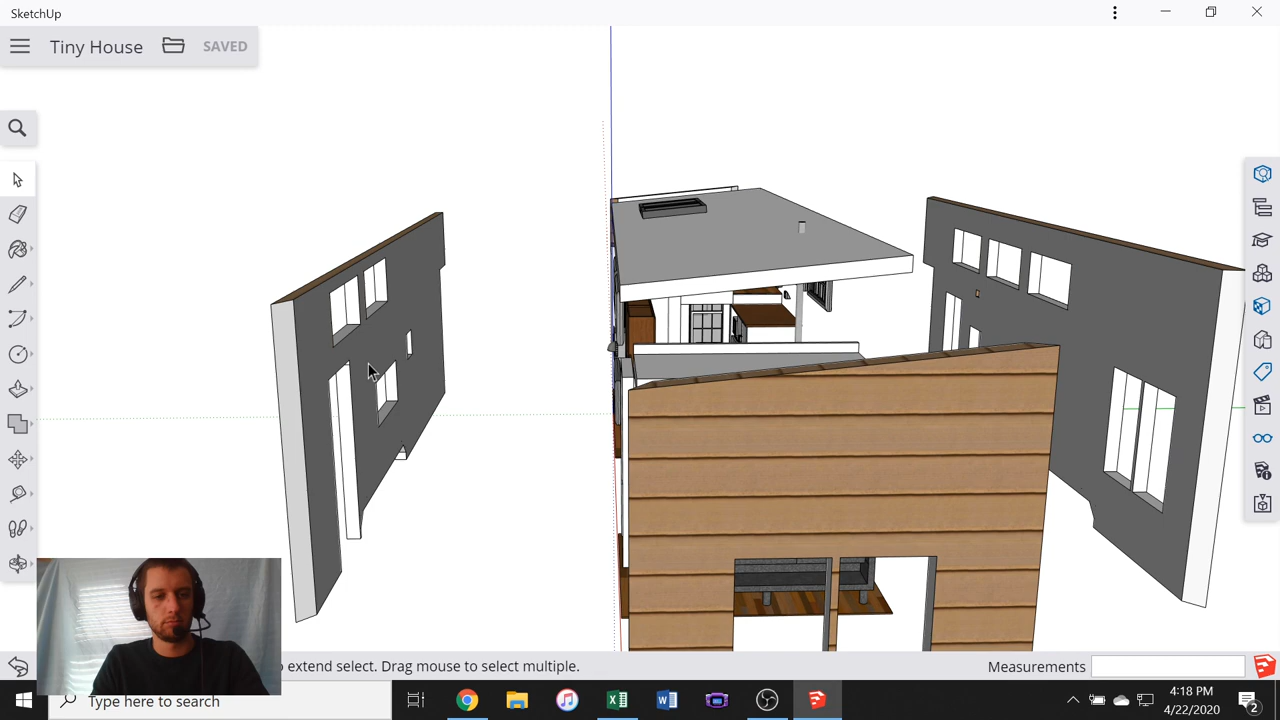 SketchUp
Tiny House
SAVED
extend select. Drag mouse to select multiple.
Measurements
Type here to search
4:18 PM
4/22/2020
2